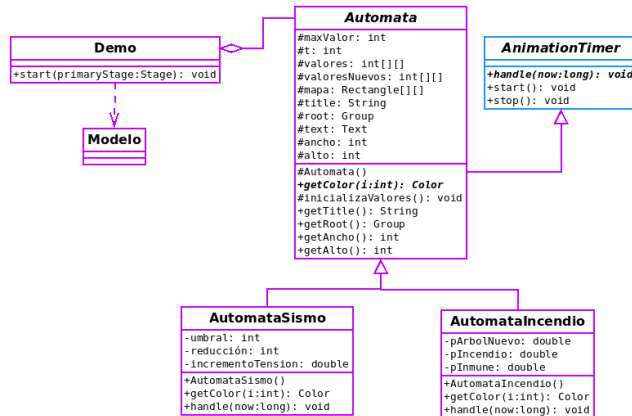 Demo
+start(primaryStage:Stage): void
Modelo
Automata
#maxValor: int
#t: int
#valores: int[][]
#valoresNuevos: int[][]
#mapa: Rectangle[][]
#title: String
#root: Group
#text: Text
#ancho: int
#alto: int
#Automata()
+getColor(i:int): Color
#inicializaValores(): void
+getTitle(): String
+getRoot(): Group
+getAncho(): int
+getAlto(): int
AnimationTimer
+handle(now:long): void
+start(): void
+stop(): void
AutomataSismo
-umbral: int
-reducción: int
-incrementoTension: double
+AutomataSismo()
+getColor(i:int): Color
+handle(now:long): void
AutomataIncendio
-pArbolNuevo: double
-pIncendio: double
-pInmune: double
+AutomataIncendio()
+getColor(i:int): Color
+handle(now:long): void